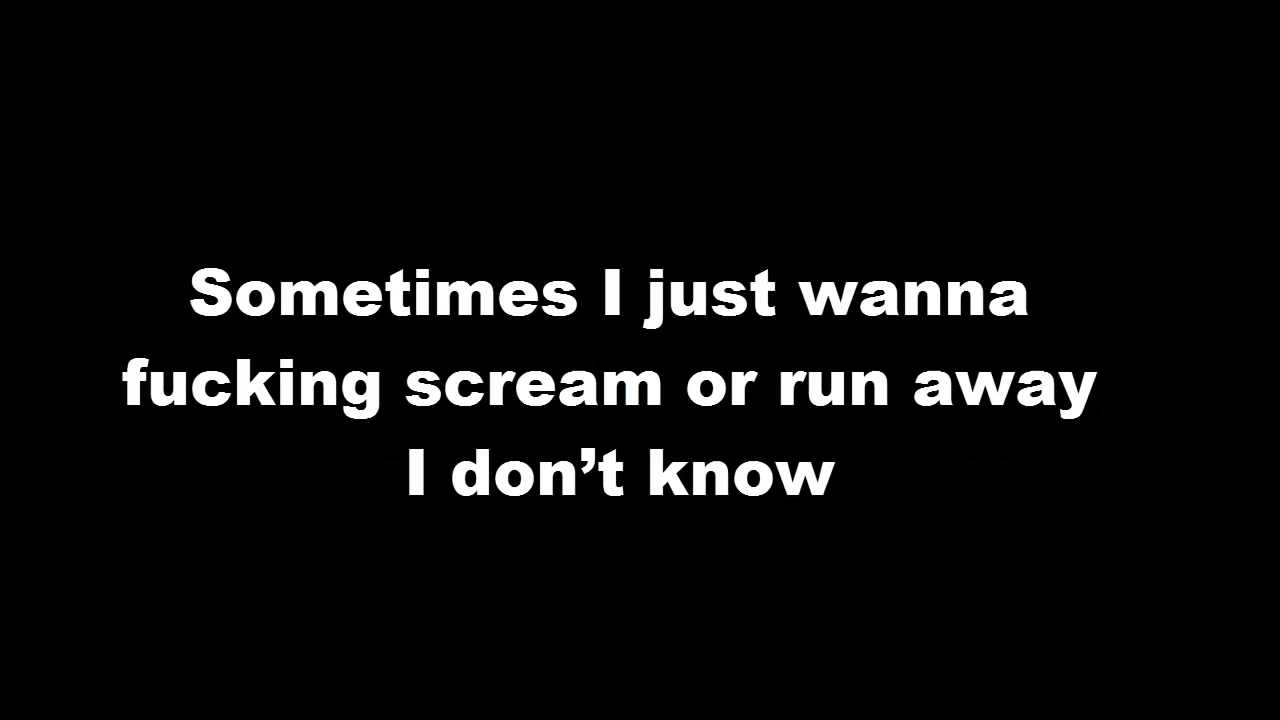 Sometimes I just wanna
fucking scream or run away
I don’t know